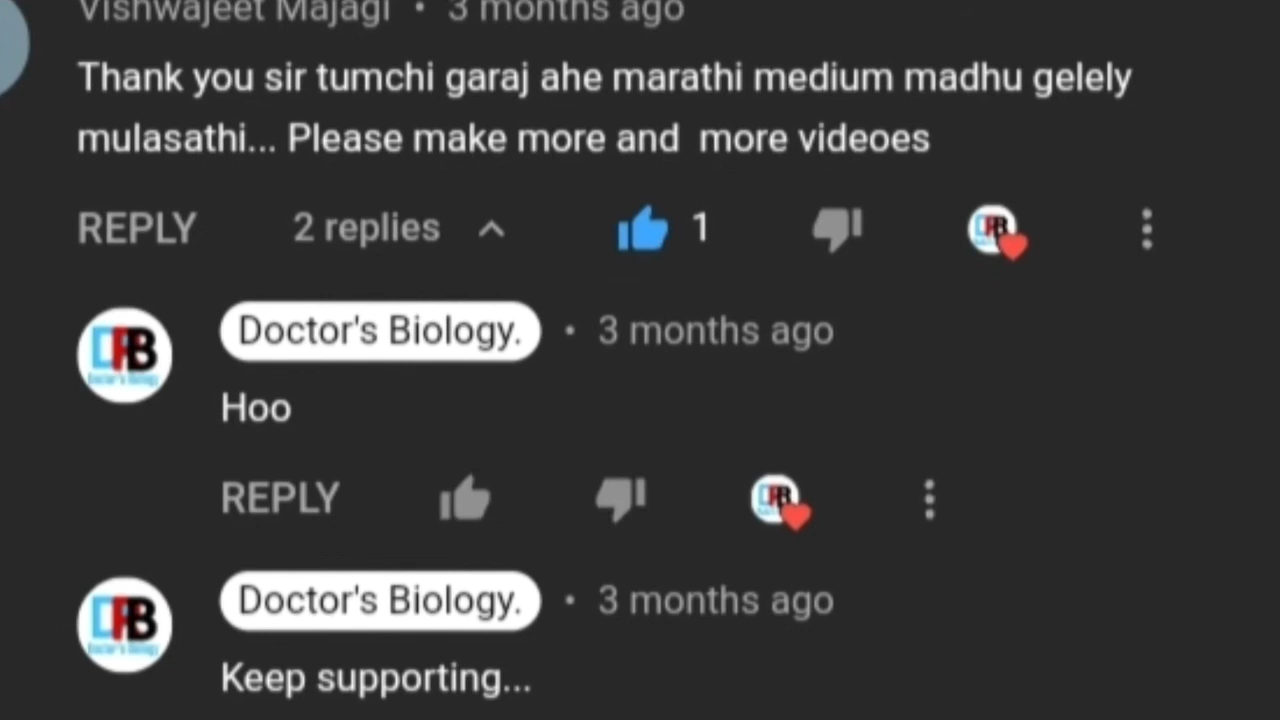 Vishwajeet Majagi • 3 months ago
Thank you sir tumchi garaj ahe marathi medium madhu gelely
mulasathi... Please make more and more videoes
REPLY 2 replies 1
Doctor's Biology. • 3 months ago
Hoo
REPLY
Doctor's Biology. • 3 months ago
Keep supporting...